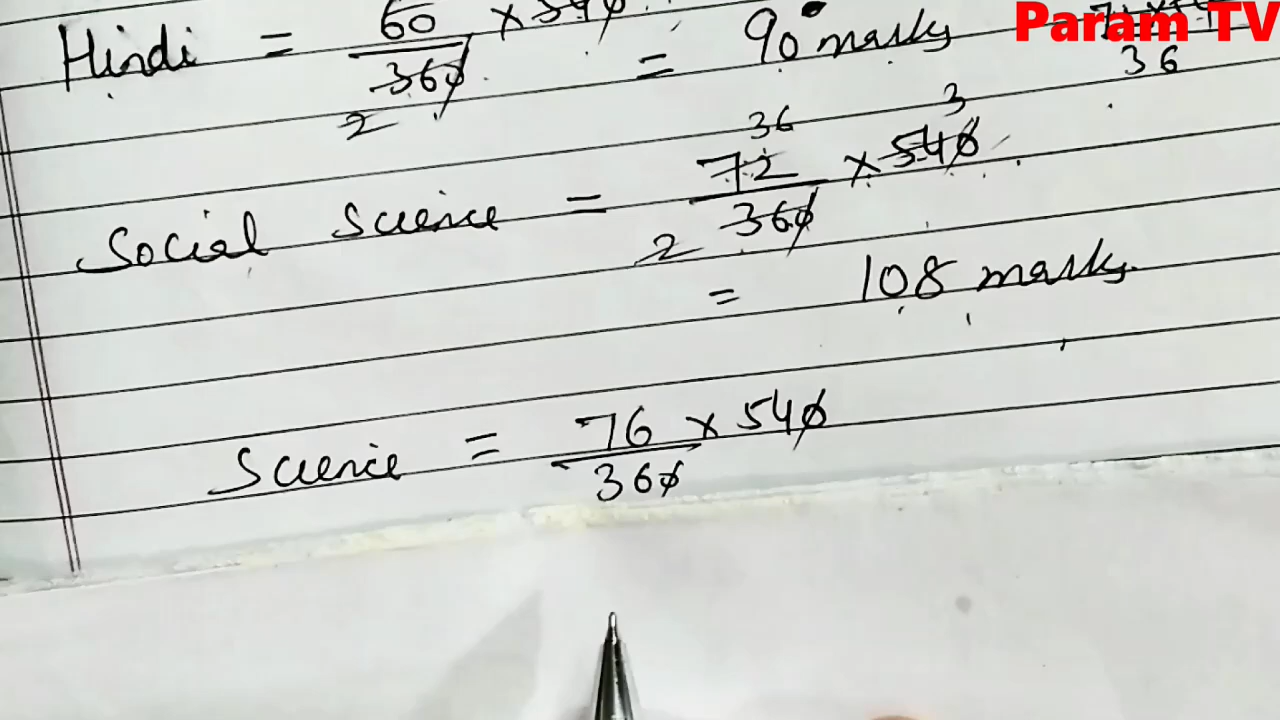 Param TV
Hindi = 60/360 × 540
2
= 90 marks
36
36 3
Social Science = 72/360 × 540
2
= 108 marks
Science = 76/360 × 540